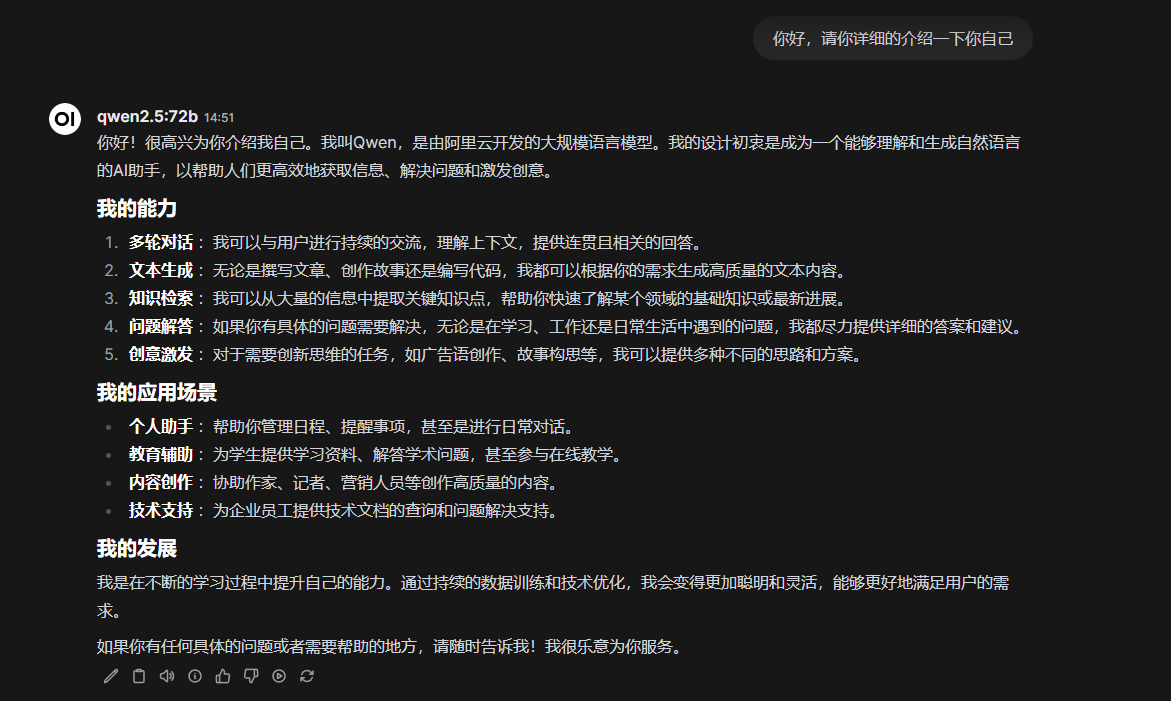 你好，请你详细的介绍一下你自己
OI
qwen2.5:72b 14:51
你好！很高兴为你介绍我自己。我叫Qwen，是由阿里云开发的大规模语言模型。我的设计初衷是成为一个能够理解和生成自然语言
的AI助手，以帮助人们更高效地获取信息、解决问题和激发创意。
我的能力
1. 多轮对话：我可以与用户进行持续的交流，理解上下文，提供连贯且相关的回答。
2. 文本生成：无论是撰写文章、创作故事还是编写代码，我都可以根据你的需求生成高质量的文本内容。
3. 知识检索：我可以从大量的信息中提取关键知识点，帮助你快速了解某个领域的基础知识或最新进展。
4. 问题解答：如果你有具体的问题需要解决，无论是在学习、工作还是日常生活中遇到的问题，我都尽力提供详细的答案和建议。
5. 创意激发：对于需要创新思维的任务，如广告语创作、故事构思等，我可以提供多种不同的思路和方案。
我的应用场景
• 个人助手：帮助你管理日程、提醒事项，甚至是进行日常对话。
• 教育辅助：为学生提供学习资料、解答学术问题，甚至参与在线教学。
• 内容创作：协助作家、记者、营销人员等创作高质量的内容。
• 技术支持：为企业员工提供技术文档的查询和问题解决支持。
我的发展
我是在不断的学习过程中提升自己的能力。通过持续的数据训练和技术优化，我会变得更加聪明和灵活，能够更好地满足用户的需
求。
如果你有任何具体的问题或者需要帮助的地方，请随时告诉我！我很乐意为你服务。